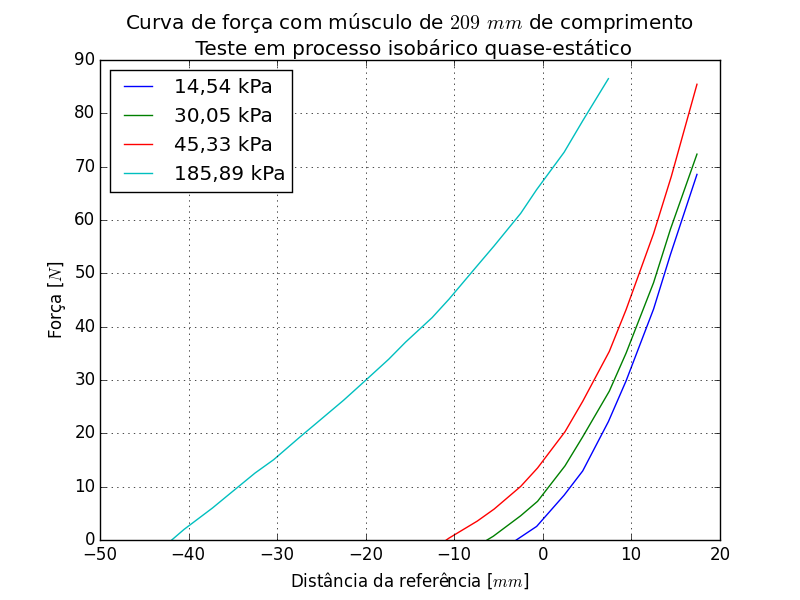 Curva de força com músculo de 209 mm de comprimento
Teste em processo isobárico quase-estático
90
80
70
60
50
40
30
20
10
0
14,54 kPa
30,05 kPa
45,33 kPa
185,89 kPa
Força [N]
−50 −40 −30 −20 −10 0 10 20
Distância da referência [mm]